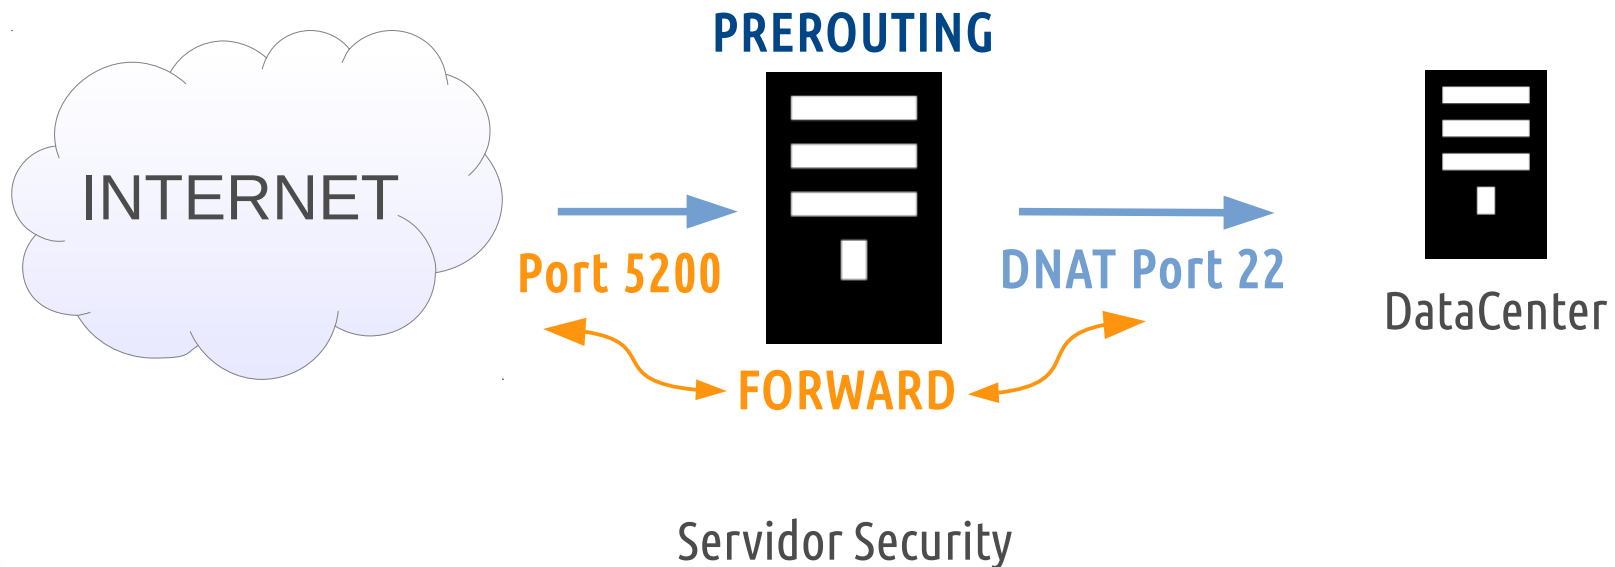 PREROUTING
INTERNET
Port 5200
DNAT Port 22
DataCenter
FORWARD
Servidor Security